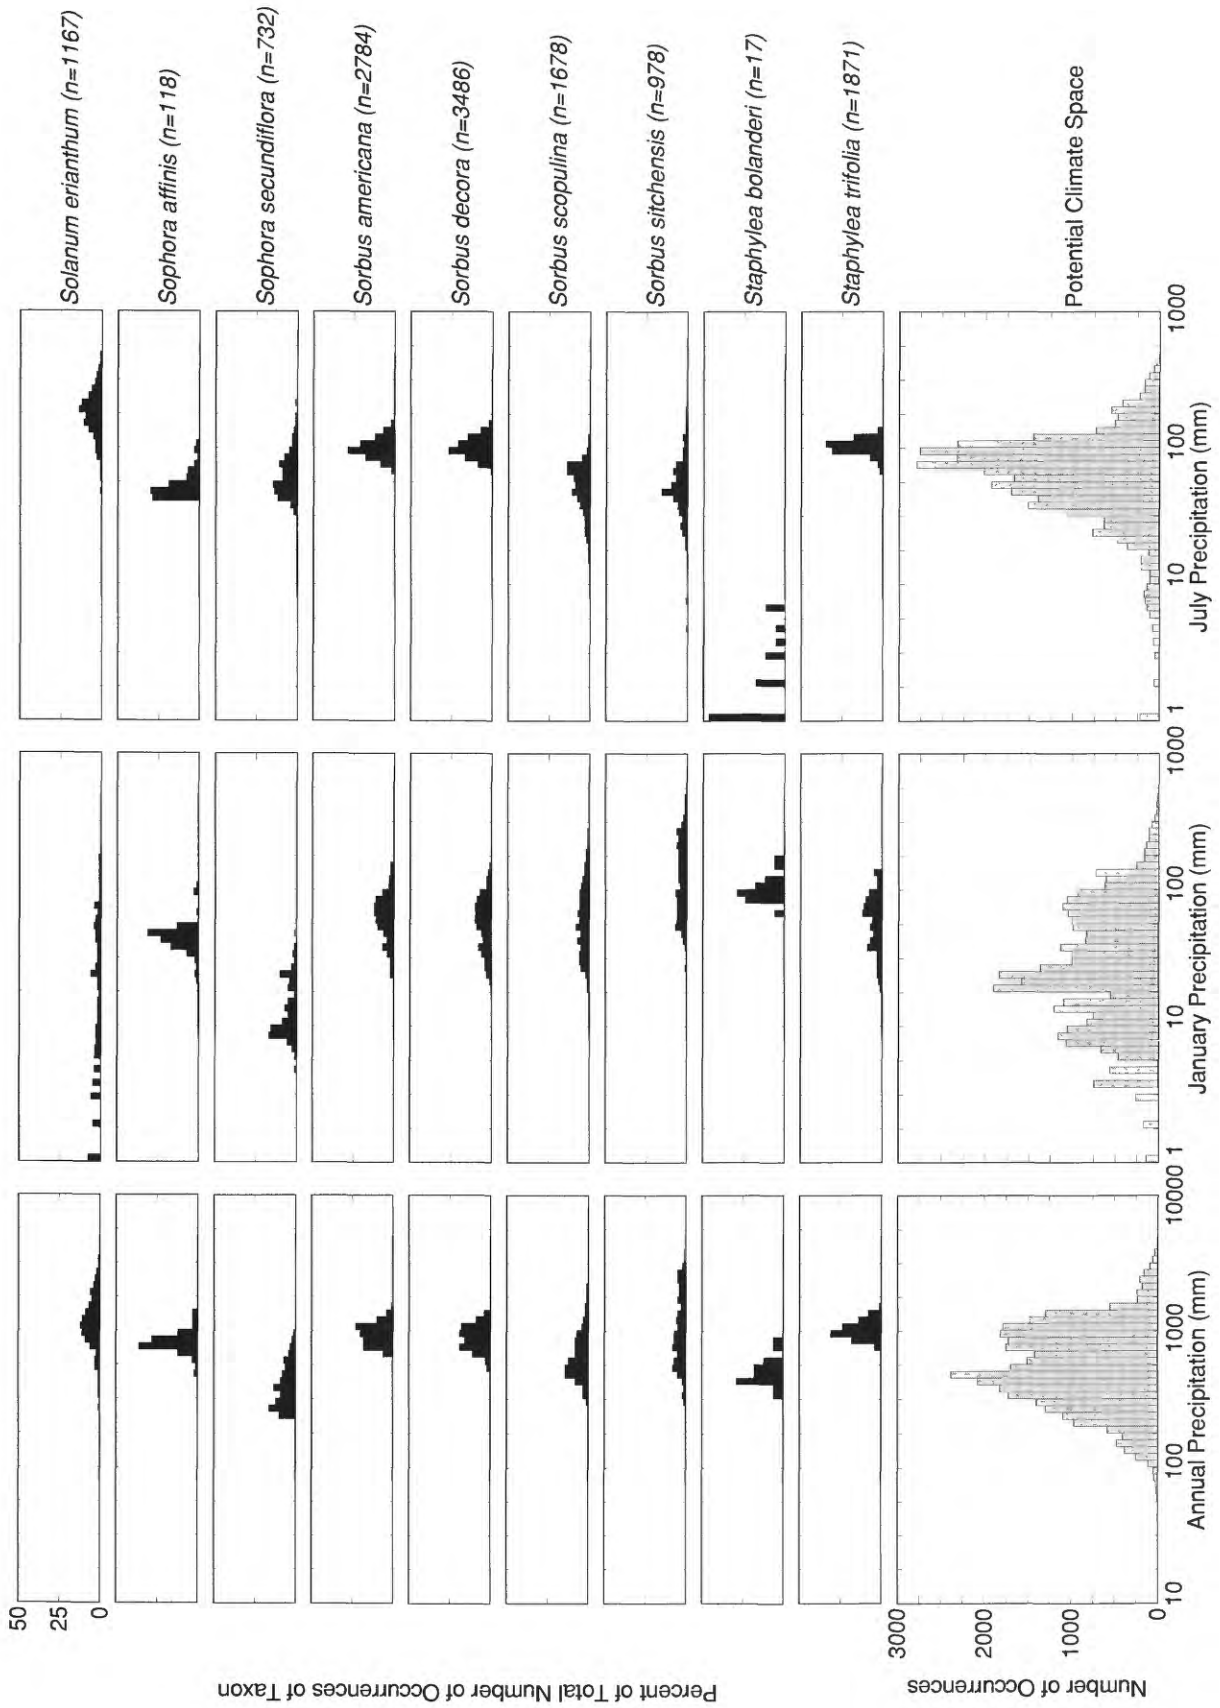 Solanum erianthum (n=1167)
Sophora affinis (n=118)
Sophora secundiflora (n=732)
Sorbus americana (n=2784)
Sorbus decora (n=3486)
Sorbus scopulina (n=1678)
Sorbus sitchensis (n=978)
Staphylea bolanderi (n=17)
Staphylea trifolia (n=1871)
Potential Climate Space
50
25
0
Percent of Total Number of Occurrences of Taxon
3000
2000
1000
0
Number of Occurrences
10
100
1000
10000
Annual Precipitation (mm)
1
10
100
1000
January Precipitation (mm)
1
10
100
1000
July Precipitation (mm)